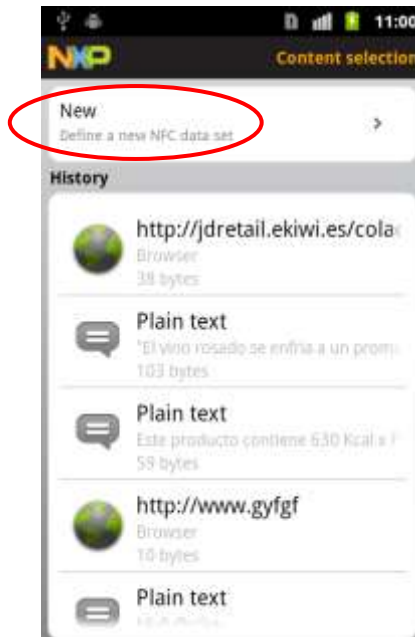 11:00
NXP
Content selection
New
Define a new NFC data set
History
http://jdretail.ekiwi.es/cola
Browser
38 bytes
Plain text
"El vino rosado se enfria a un prom
103 bytes
Plain text
Este producto contiene 630 Kcal x
59 bytes
http://www.gyfgf
Browser
10 bytes
Plain text